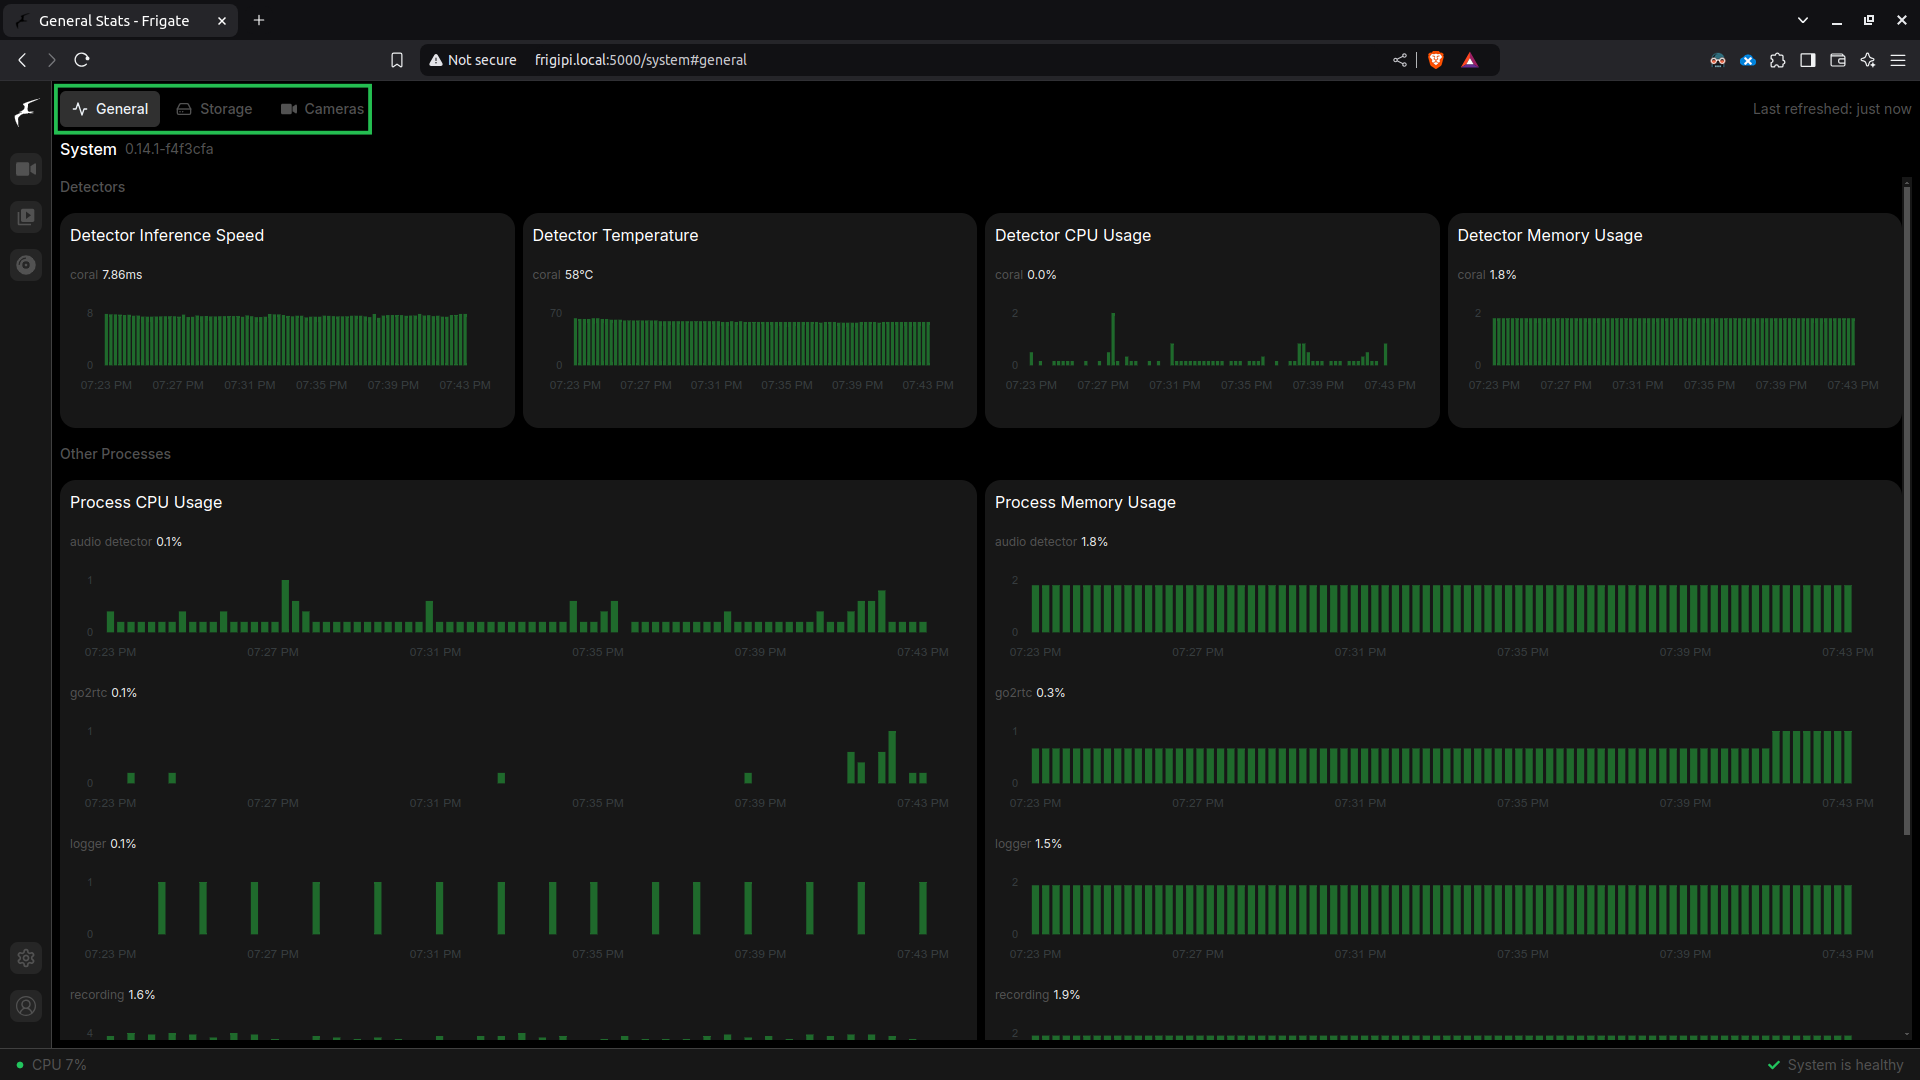 General Stats - Frigate
Not secure frigipi.local:5000/system#general
General Storage Cameras Last refreshed: just now
System 0.14.1-f4f3cfa
Detectors
Detector Inference Speed
coral 7.86ms
8
0
07:23 PM 07:27 PM 07:31 PM 07:35 PM 07:39 PM 07:43 PM
Detector Temperature
coral 58°C
70
0
07:23 PM 07:27 PM 07:31 PM 07:35 PM 07:39 PM 07:43 PM
Detector CPU Usage
coral 0.0%
2
0
07:23 PM 07:27 PM 07:31 PM 07:35 PM 07:39 PM 07:43 PM
Detector Memory Usage
coral 1.8%
2
0
07:23 PM 07:27 PM 07:31 PM 07:35 PM 07:39 PM 07:43 PM
Other Processes
Process CPU Usage
audio detector 0.1%
1
0
07:23 PM 07:27 PM 07:31 PM 07:35 PM 07:39 PM 07:43 PM
go2rtc 0.1%
1
0
07:23 PM 07:27 PM 07:31 PM 07:35 PM 07:39 PM 07:43 PM
logger 0.1%
1
0
07:23 PM 07:27 PM 07:31 PM 07:35 PM 07:39 PM 07:43 PM
recording 1.6%
4
Process Memory Usage
audio detector 1.8%
2
0
07:23 PM 07:27 PM 07:31 PM 07:35 PM 07:39 PM 07:43 PM
go2rtc 0.3%
1
0
07:23 PM 07:27 PM 07:31 PM 07:35 PM 07:39 PM 07:43 PM
logger 1.5%
2
0
07:23 PM 07:27 PM 07:31 PM 07:35 PM 07:39 PM 07:43 PM
recording 1.9%
2
CPU 7% System is healthy